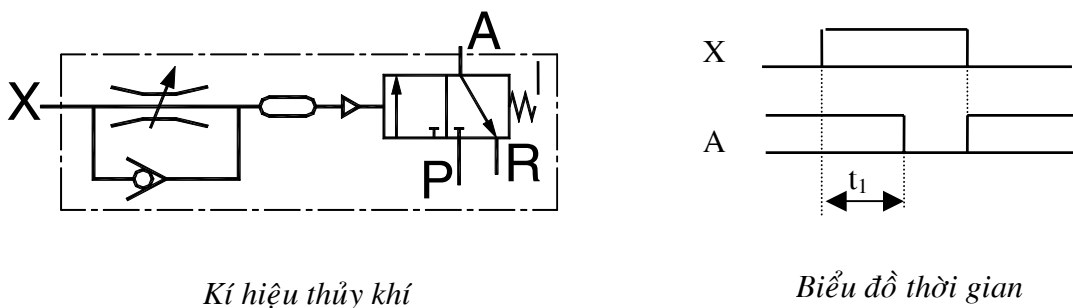 A
X
P
R
X
A
t1
Kí hiệu thủy khí
Biểu đồ thời gian